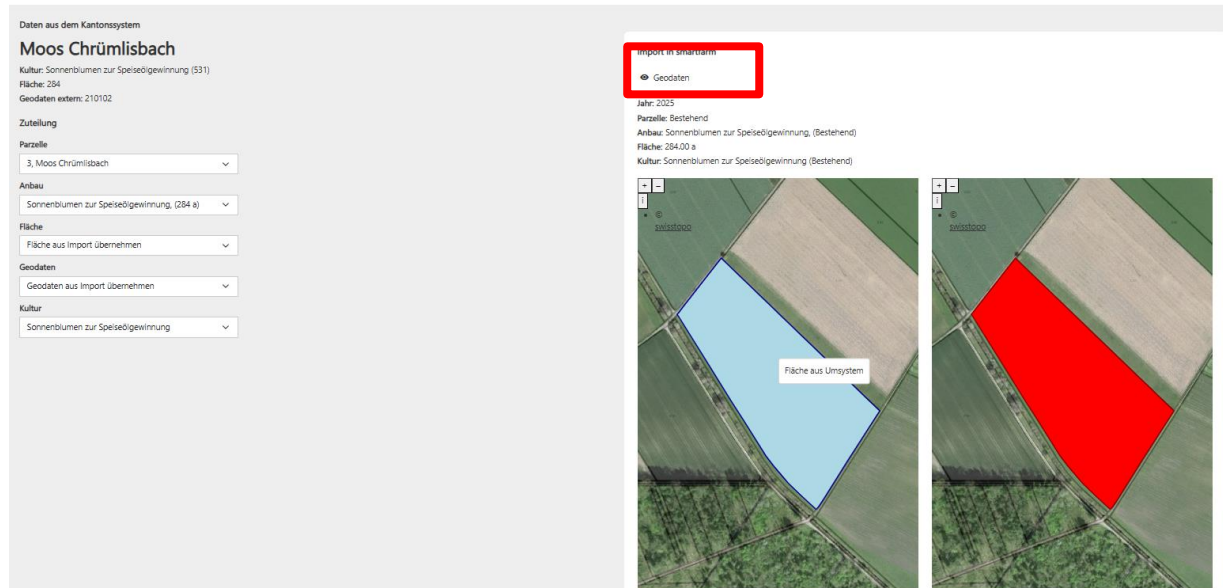 Daten aus dem Kantonssystem
Moos Chrümlisbach
Kultur: Sonnenblumen zur Speiseölgewinnung (531)
Fläche: 284
Geodaten extern: 210102
Zuteilung
Parzelle
3, Moos Chrümlisbach
Anbau
Sonnenblumen zur Speiseölgewinnung, (284 a)
Fläche
Fläche aus Import übernehmen
Geodaten
Geodaten aus Import übernehmen
Kultur
Sonnenblumen zur Speiseölgewinnung
Import in smartfarm
Geodaten
Jahr: 2025
Parzelle: Bestehend
Anbau: Sonnenblumen zur Speiseölgewinnung, (Bestehend)
Fläche: 284.00 a
Kultur: Sonnenblumen zur Speiseölgewinnung (Bestehend)
+ −
i
©
swisstopo
Fläche aus Umsystem
+ −
i
©
swisstopo